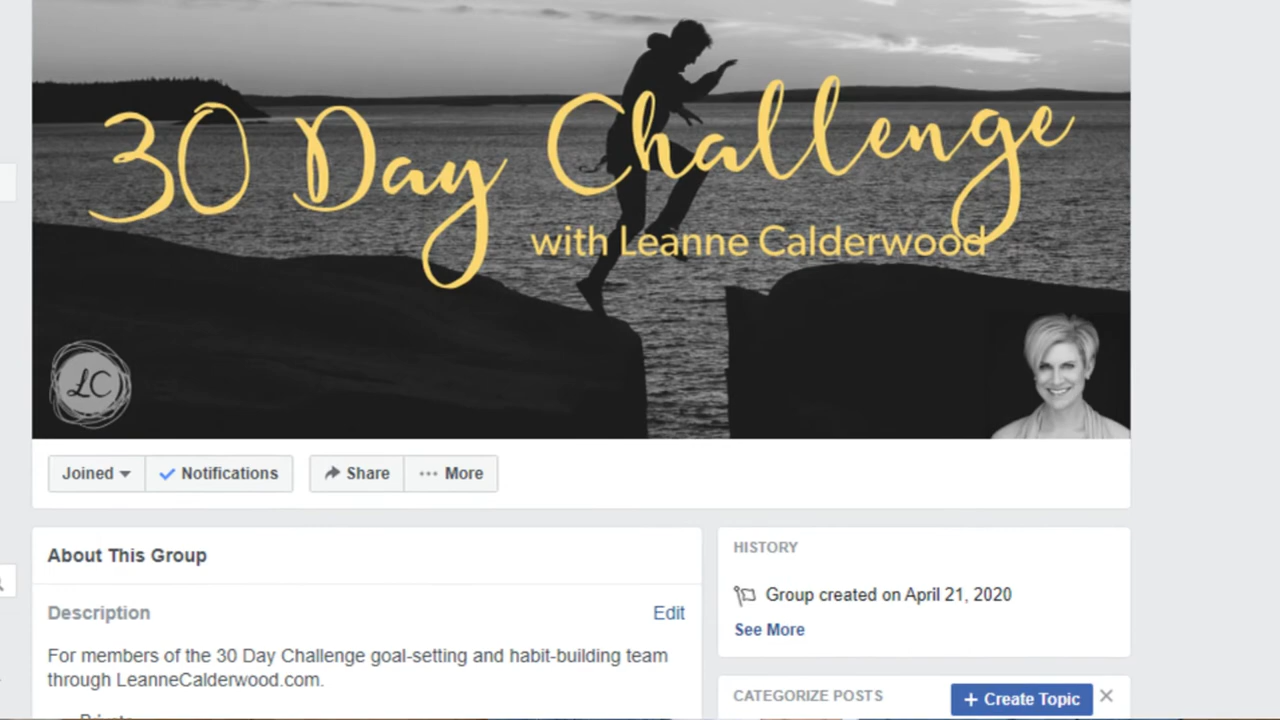 30 Day Challenge
with Leanne Calderwood
LC
Joined
Notifications
Share
More
About This Group
Description
Edit
For members of the 30 Day Challenge goal-setting and habit-building team
through LeanneCalderwood.com.
HISTORY
Group created on April 21, 2020
See More
CATEGORIZE POSTS
+ Create Topic